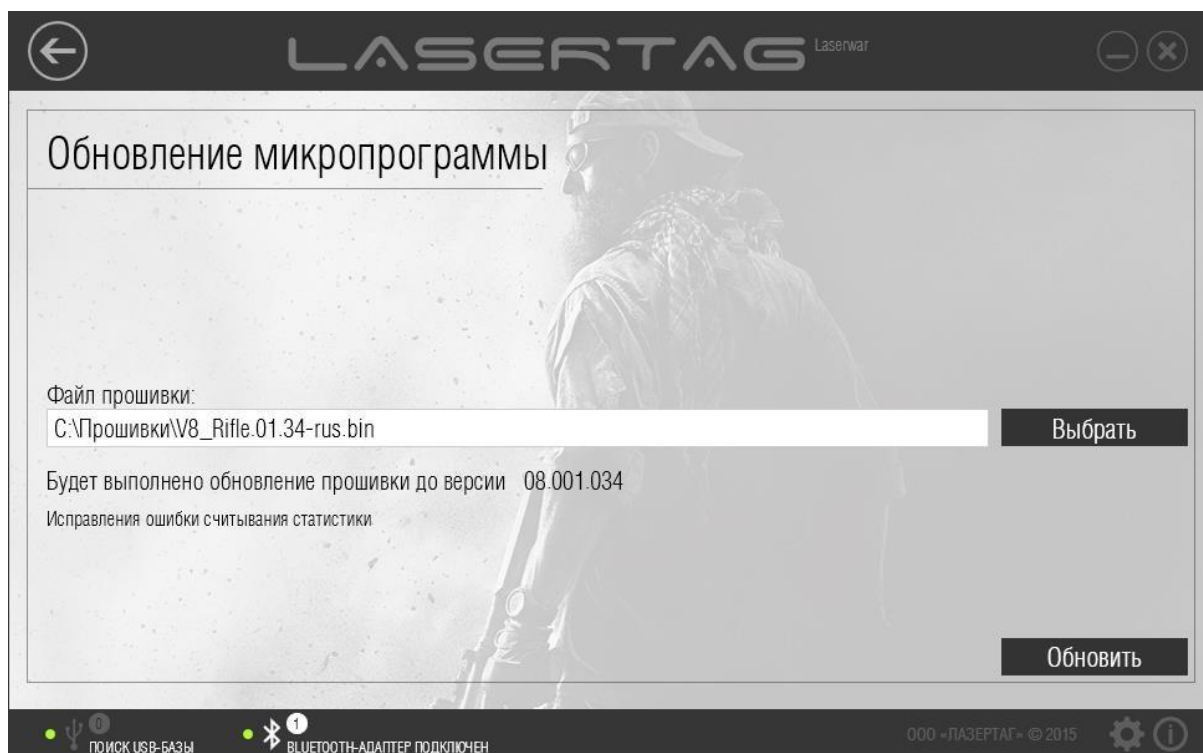 LASERTAG Laserwar
Обновление микропрограммы
Файл прошивки:
C:\Прошивки\V8_Rifle.01.34-rus.bin
Выбрать
Будет выполнено обновление прошивки до версии 08.001.034
Исправления ошибки считывания статистики
Обновить
0
ПОИСК USB-БАЗЫ
1
BLUETOOTH-АДАПТЕР ПОДКЛЮЧЕН
ООО «ЛАЗЕРТАГ» © 2015